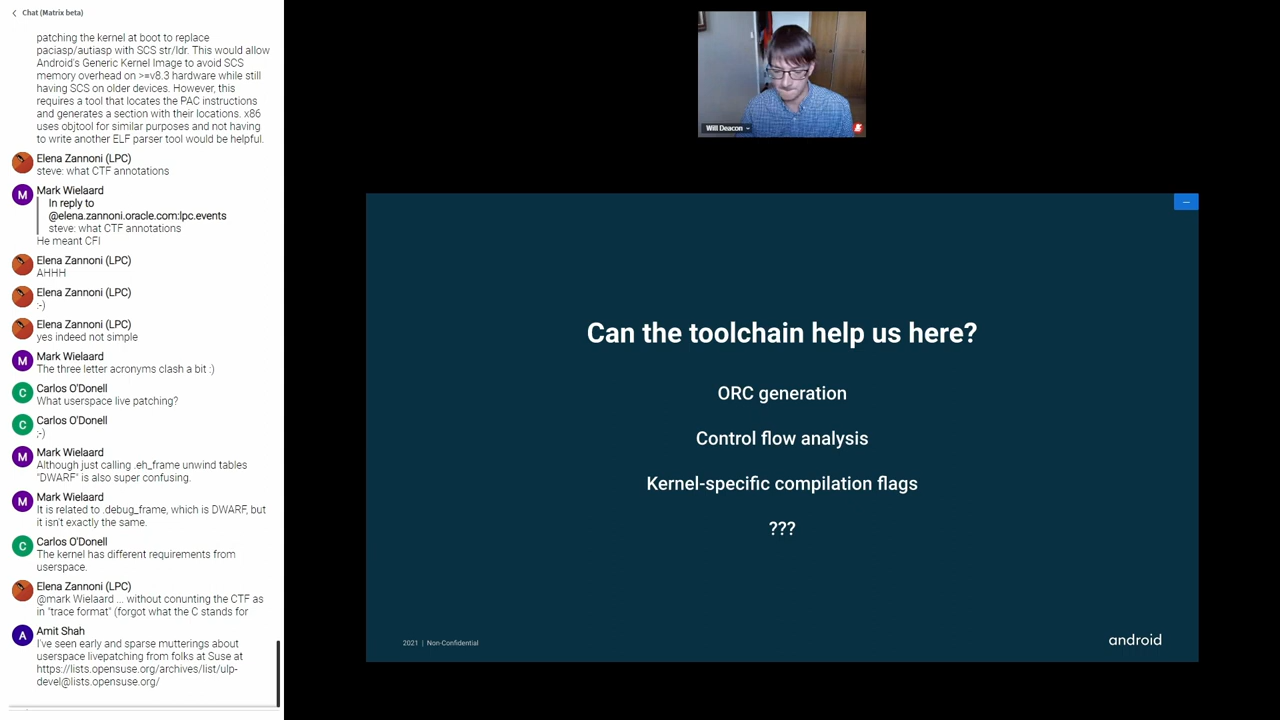 Chat (Matrix beta)
patching the kernel at boot to replace
paciasp/autiasp with SCS str/ldr. This would allow
Android's Generic Kernel Image to avoid SCS
memory overhead on >=v8.3 hardware while still
having SCS on older devices. However, this
requires a tool that locates the PAC instructions
and generates a section with their locations. x86
uses objtool for similar purposes and not having
to write another ELF parser tool would be helpful.
Elena Zannoni (LPC)
steve: what CTF annotations
M
Mark Wielaard
In reply to
@elena.zannoni.oracle.com:lpc.events
steve: what CTF annotations
He meant CFI
Elena Zannoni (LPC)
AHHH
Elena Zannoni (LPC)
:-)
Elena Zannoni (LPC)
yes indeed not simple
M
Mark Wielaard
The three letter acronyms clash a bit :)
C
Carlos O'Donell
What userspace live patching?
C
Carlos O'Donell
;-)
M
Mark Wielaard
Although just calling .eh_frame unwind tables
"DWARF" is also super confusing.
M
Mark Wielaard
It is related to .debug_frame, which is DWARF, but
it isn't exactly the same.
C
Carlos O'Donell
The kernel has different requirements from
userspace.
Elena Zannoni (LPC)
@mark Wielaard ... without conunting the CTF as
in "trace format" (forgot what the C stands for
A
Amit Shah
I've seen early and sparse mutterings about
userspace livepatching from folks at Suse at
https://lists.opensuse.org/archives/list/ulp-
devel@lists.opensuse.org/
Will Deacon
Can the toolchain help us here?
ORC generation
Control flow analysis
Kernel-specific compilation flags
???
2021 | Non-Confidential
android